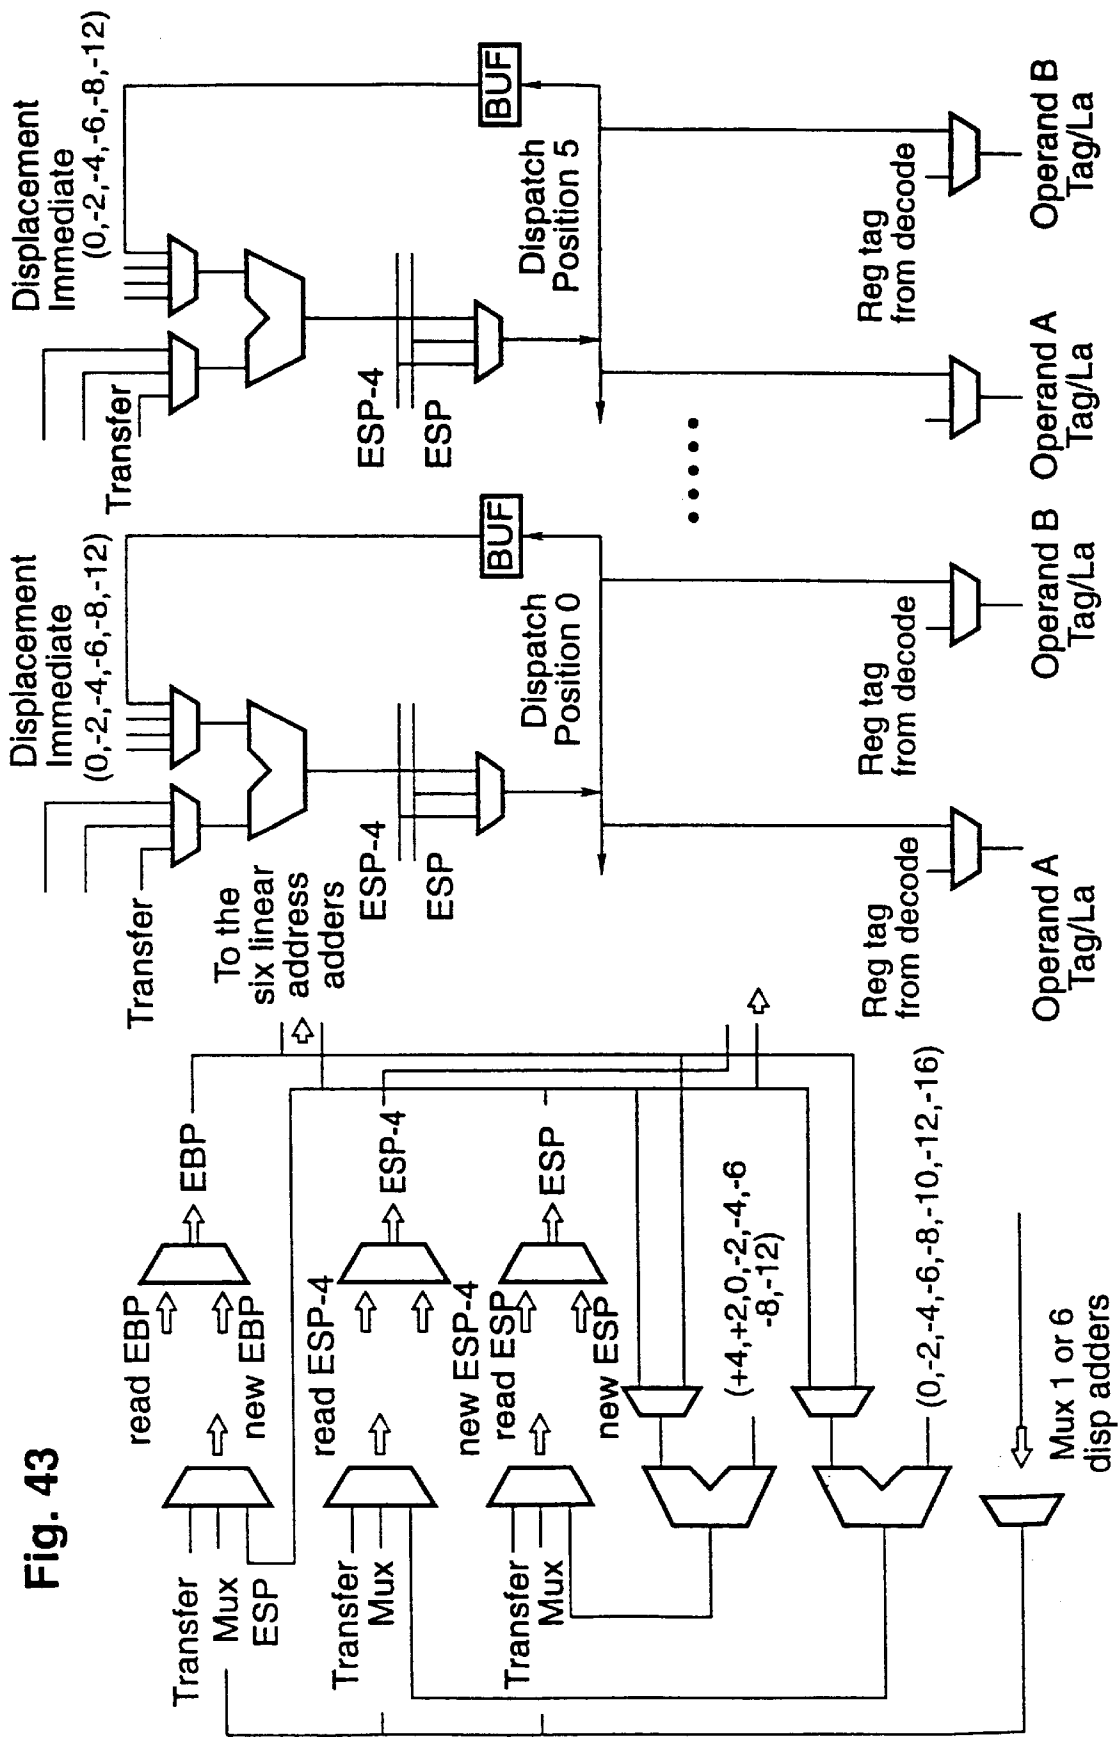 Fig. 43
Transfer
Mux
ESP
read EBP
new EBP
EBP
Transfer
Mux
read ESP-4
new ESP-4
ESP-4
Transfer
Mux
read ESP
new ESP
ESP
(+4,+2,0,-2,-4,-6
-8,-12)
(0,-2,-4,-6,-8,-10,-12,-16)
Mux 1 or 6
disp adders
To the
six linear
address
adders
Displacement
Immediate
(0,-2,-4,-6,-8,-12)
Transfer
ESP-4
ESP
BUF
Dispatch
Position 0
Reg tag
from decode
Operand A
Tag/La
Reg tag
from decode
Operand B
Tag/La
Displacement
Immediate
(0,-2,-4,-6,-8,-12)
Transfer
ESP-4
ESP
BUF
Dispatch
Position 5
Operand A
Tag/La
Reg tag
from decode
Operand B
Tag/La